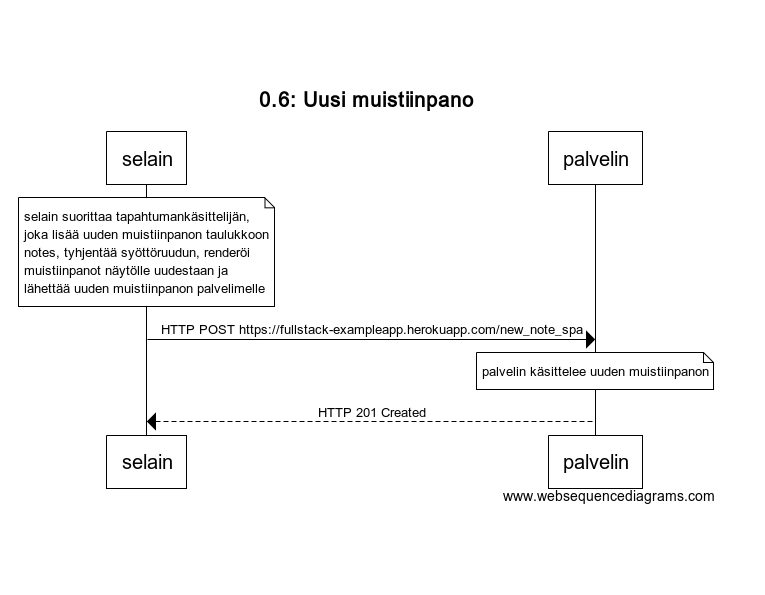 0.6: Uusi muistiinpano
selain
palvelin
selain suorittaa tapahtumankäsittelijän,
joka lisää uuden muistiinpanon taulukkoon
notes, tyhjentää syöttöruudun, renderöi
muistiinpanot näytölle uudestaan ja
lähettää uuden muistiinpanon palvelimelle
HTTP POST https://fullstack-exampleapp.herokuapp.com/new_note_spa
palvelin käsittelee uuden muistiinpanon
HTTP 201 Created
selain
palvelin
www.websequencediagrams.com